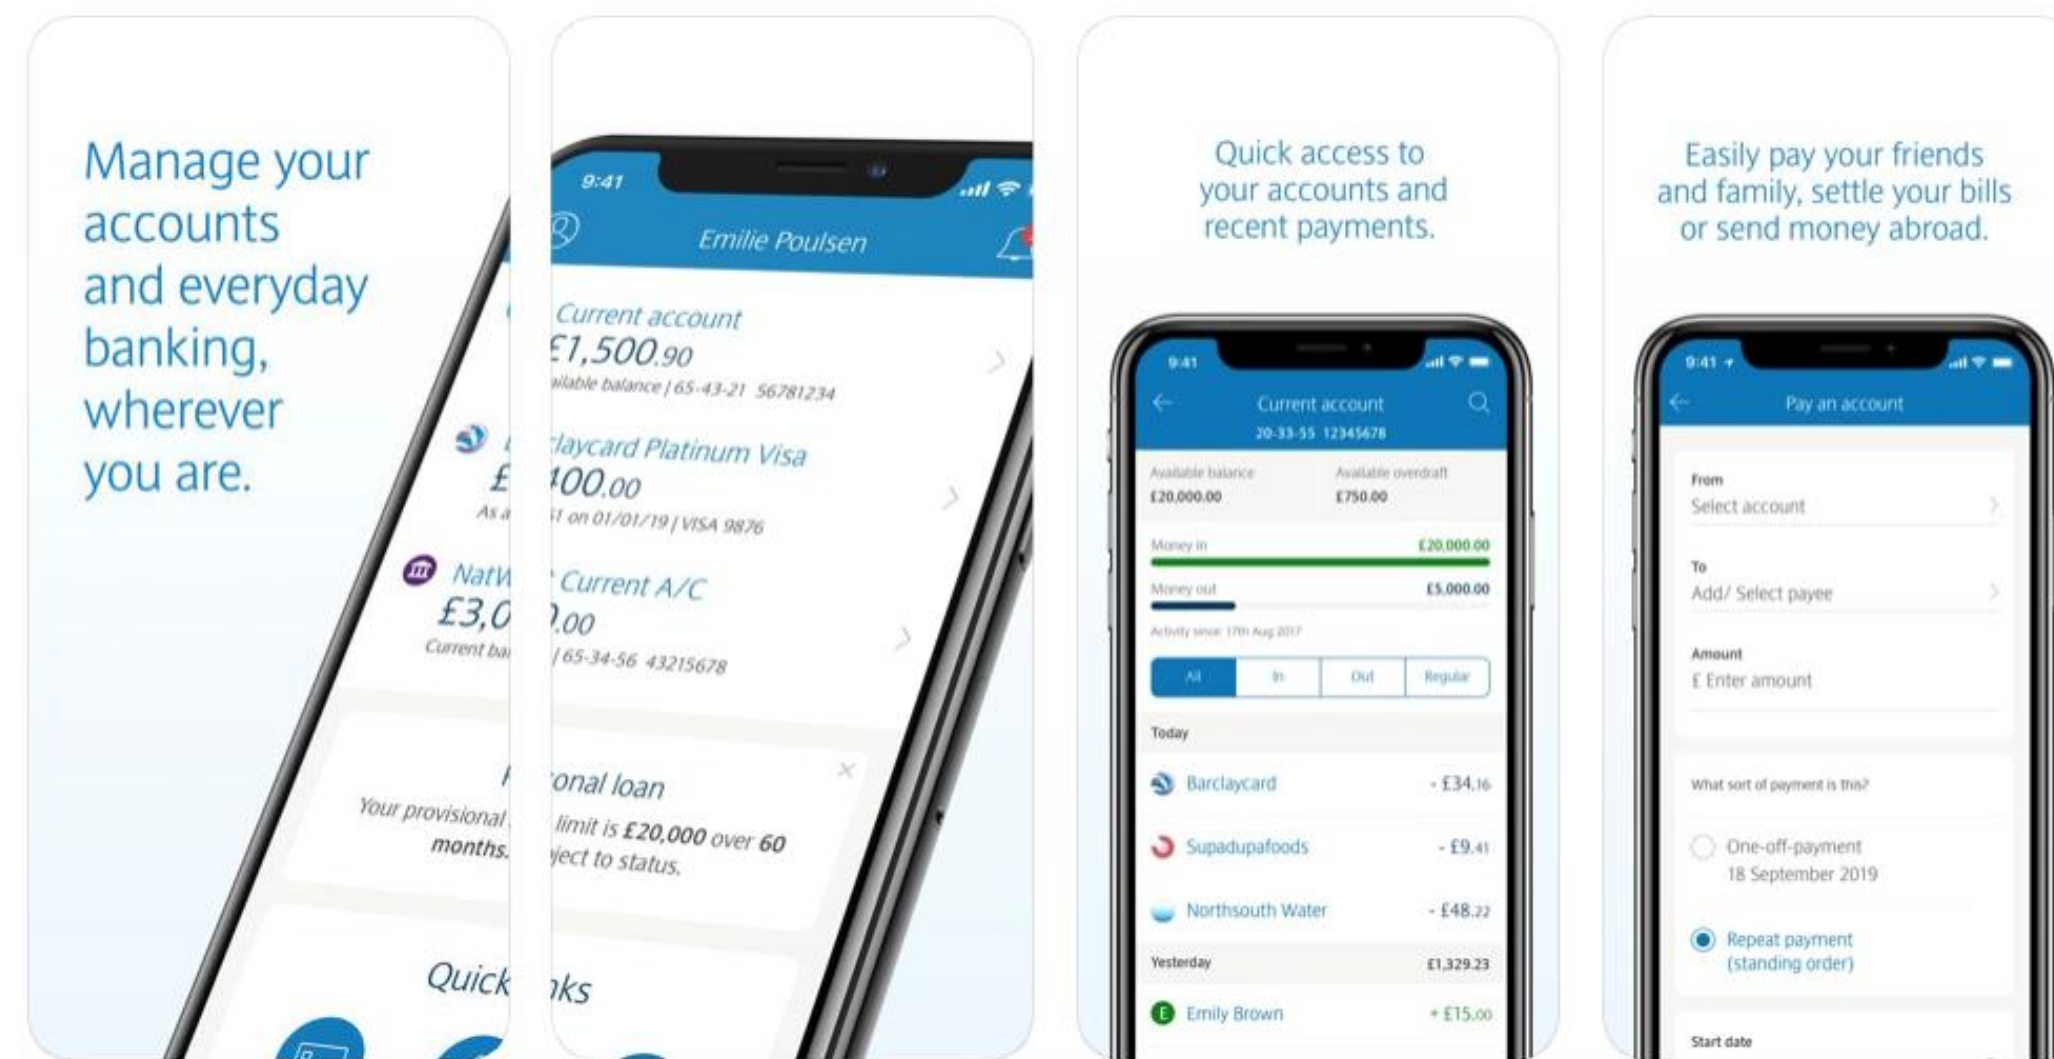 Manage your
accounts
and everyday
banking,
wherever
you are.
9:41
Emilie Poulsen
Current account
£1,500.90
balance | 65-43-21 56781234
Platinum Visa
£ 400.00
on 01/01/19 | VISA 9876
Current A/C
£3,0 0.00
Current | 65-34-56 43215678
loan
Your provisional limit is £20,000 over 60
months. to status.
Quick
Quick access to
your accounts and
recent payments.
9:41
Current account
20-33-55 12345678
Available balance Available overdraft
£20,000.00 £750.00
Money in £20,000.00
Money out £5,000.00
Activity since: 17th Aug 2017
All In Out Regular
Today
Barclaycard - £34.16
Supadupafoods - £9.41
Northsouth Water - £48.22
Yesterday £1,329.23
E Emily Brown + £15.00
Easily pay your friends
and family, settle your bills
or send money abroad.
9:41
Pay an account
From
Select account
To
Add/ Select payee
Amount
£ Enter amount
What sort of payment is this?
One-off-payment
18 September 2019
Repeat payment
(standing order)
Start date